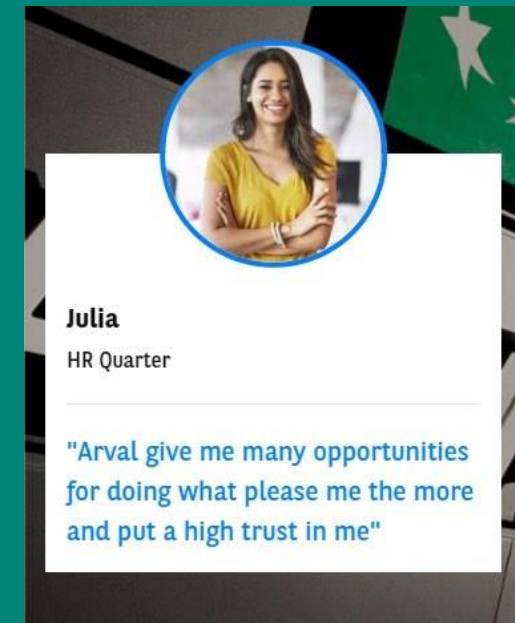 Julia
HR Quarter
"Arval give me many opportunities
for doing what please me the more
and put a high trust in me"